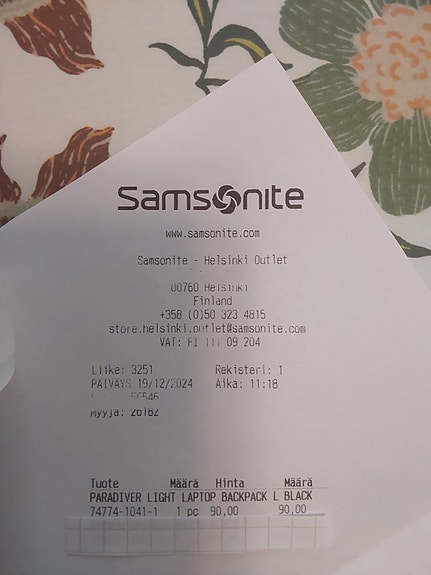 Samsonite
www.samsonite.com
Samsonite - Helsinki Outlet
00760 Helsinki
Finland
+358 (0)50 323 4815
store.helsinki.outlet@samsonite.com
VAT: FI 09 204
Liike: 3251 Rekisteri: 1
PÄIVÄYS 19/12/2024 Aika: 11:18
Myyjä: 26182
Tuote Määrä Hinta Määrä
PARADIVER LIGHT LAPTOP BACKPACK L BLACK
74774-1041-1 1 pc 90,00 90,00